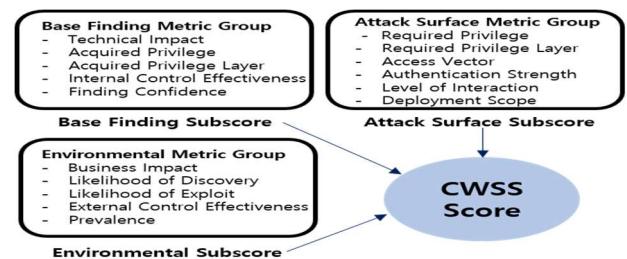 Base Finding Metric Group
- Technical Impact
- Acquired Privilege
- Acquired Privilege Layer
- Internal Control Effectiveness
- Finding Confidence
Base Finding Subscore
Attack Surface Metric Group
- Required Privilege
- Required Privilege Layer
- Access Vector
- Authentication Strength
- Level of Interaction
- Deployment Scope
Attack Surface Subscore
Environmental Metric Group
- Business Impact
- Likelihood of Discovery
- Likelihood of Exploit
- External Control Effectiveness
- Prevalence
Environmental Subscore
CWSS
Score